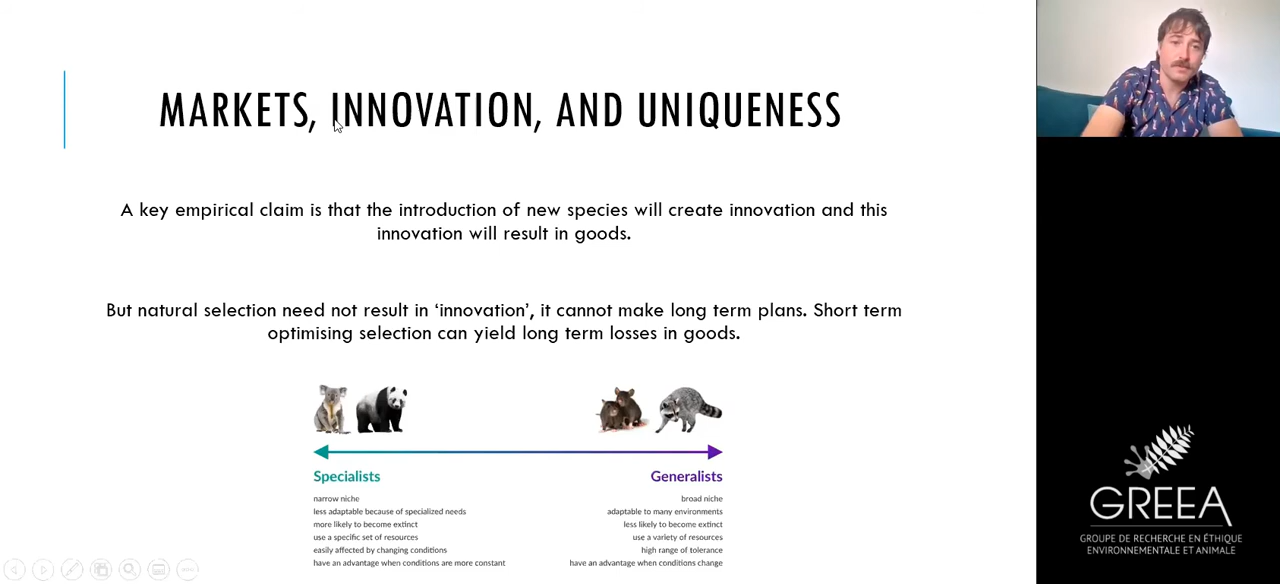 MARKETS, INNOVATION, AND UNIQUENESS
A key empirical claim is that the introduction of new species will create innovation and this
innovation will result in goods.
But natural selection need not result in ‘innovation’, it cannot make long term plans. Short term
optimising selection can yield long term losses in goods.
Specialists
narrow niche
less adaptable because of specialized needs
more likely to become extinct
use a specific set of resources
easily affected by changing conditions
have an advantage when conditions are more constant
Generalists
broad niche
adaptable to many environments
less likely to become extinct
use a variety of resources
high range of tolerance
have an advantage when conditions change
GREEA
GROUPE DE RECHERCHE EN ÉTHIQUE
ENVIRONNEMENTALE ET ANIMALE